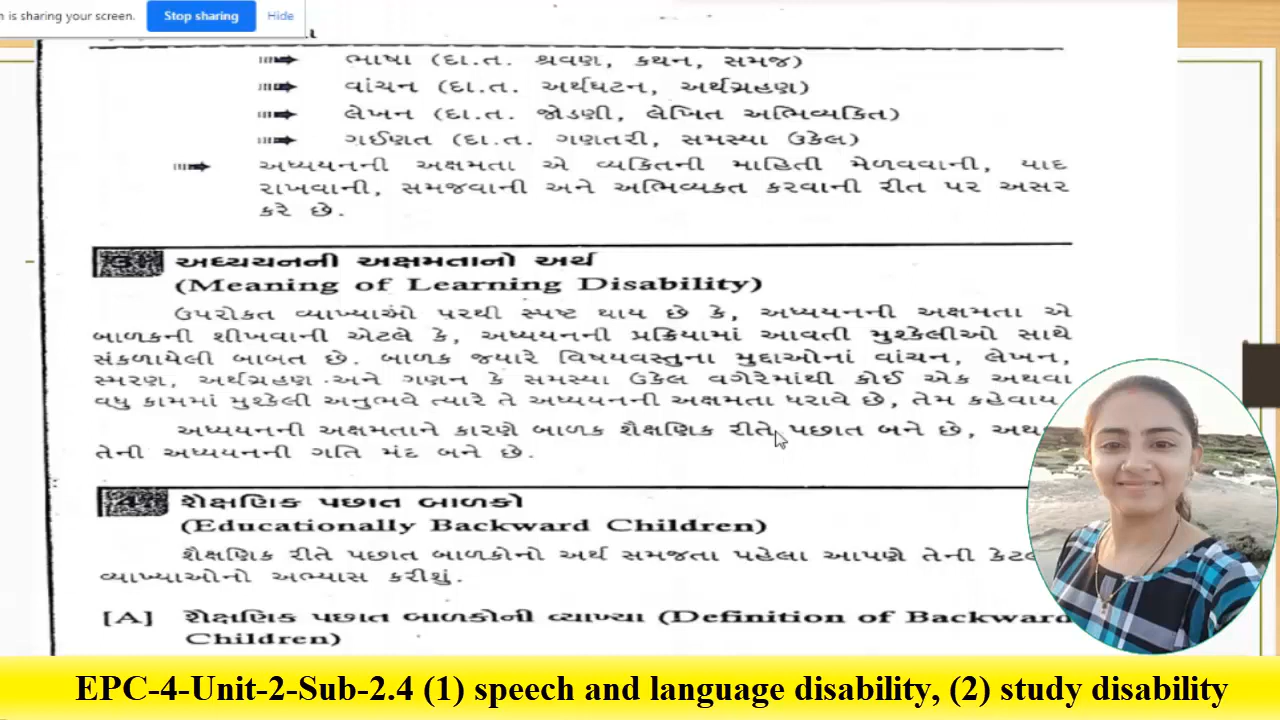 is sharing your screen. Stop sharing Hide
ભાષા (દા.ત. શ્રવણ, કથન, સમજ)
વાંચન (દા.ત. અર્થઘટન, અર્થગ્રહણ)
લેખન (દા.ત. જોડણી, લેખિત અભિવ્યકિત)
ગણિત (દા.ત. ગણતરી, સમસ્યા ઉકેલ)
અધ્યયનની અક્ષમતા એ વ્યકિતની માહિતી મેળવવાની, યાદ
રાખવાની, સમજવાની અને અભિવ્યકત કરવાની રીત પર અસર
કરે છે.
3 અધ્યયનની અક્ષમતાનો અર્થ
(Meaning of Learning Disability)
ઉપરોકત વ્યાખ્યાઓ પરથી સ્પષ્ટ થાય છે કે, અધ્યયનની અક્ષમતા એ
બાળકની શીખવાની એટલે કે, અધ્યયનની પ્રક્રિયામાં આવતી મુશ્કેલીઓ સાથે
સંકળાયેલી બાબત છે. બાળક જયારે વિષયવસ્તુના મુદ્દાઓનાં વાંચન, લેખન,
સ્મરણ, અર્થગ્રહણ અને ગણન કે સમસ્યા ઉકેલ વગેરેમાંથી કોઈ એક અથવા
વધુ કામમાં મુશ્કેલી અનુભવે ત્યારે તે અધ્યયનની અક્ષમતા ધરાવે છે, તેમ કહેવાય
અધ્યયનની અક્ષમતાને કારણે બાળક શૈક્ષણિક રીતે પછાત બને છે,
તેની અધ્યયનની ગતિ મંદ બને છે.
4 શૈક્ષણિક પછાત બાળકો
(Educationally Backward Children)
શૈક્ષણિક રીતે પછાત બાળકોનો અર્થ સમજતા પહેલા આપણે તેની
વ્યાખ્યાઓનો અભ્યાસ કરીશું.
[A] શૈક્ષણિક પછાત બાળકોની વ્યાખ્યા (Definition of Backward
Children)
EPC-4-Unit-2-Sub-2.4 (1) speech and language disability, (2) study disability